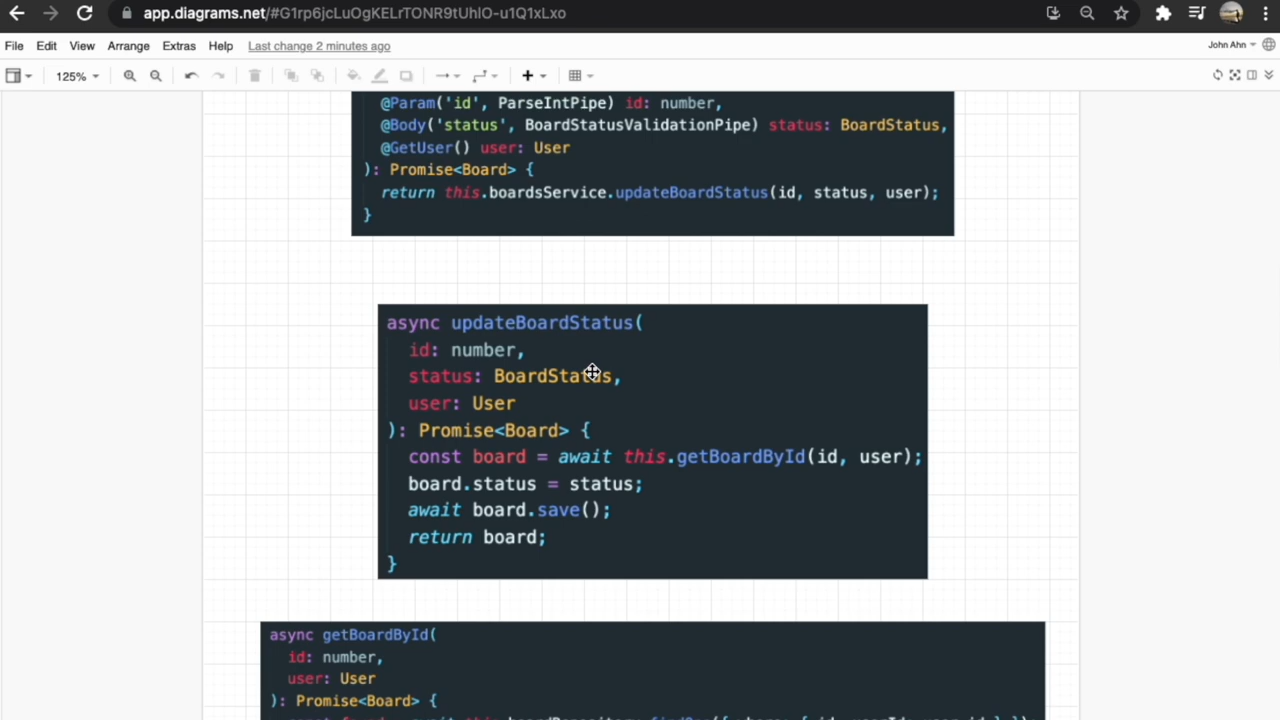 app.diagrams.net/#G1rp6jcLuOgKELrTONR9tUhlO-u1Q1xLxo
File Edit View Arrange Extras Help Last change 2 minutes ago
John Ahn
125%
@Param('id', ParseIntPipe) id: number,
@Body('status', BoardStatusValidationPipe) status: BoardStatus,
@GetUser() user: User
): Promise<Board> {
return this.boardsService.updateBoardStatus(id, status, user);
}
async updateBoardStatus(
id: number,
status: BoardStatus,
user: User
): Promise<Board> {
const board = await this.getBoardById(id, user);
board.status = status;
await board.save();
return board;
}
async getBoardById(
id: number,
user: User
): Promise<Board> {